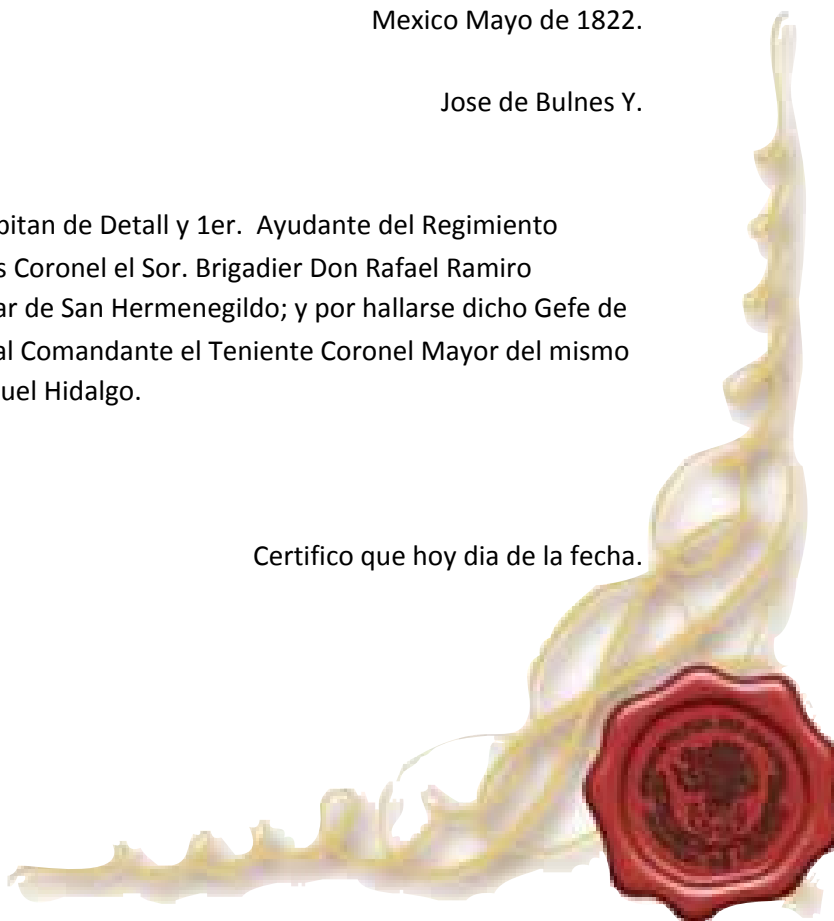 Mexico Mayo de 1822.
Jose de Bulnes Y.
pitan de Detall y 1er. Ayudante del Regimiento
s Coronel el Sor. Brigadier Don Rafael Ramiro
ar de San Hermenegildo; y por hallarse dicho Gefe de
al Comandante el Teniente Coronel Mayor del mismo
uel Hidalgo.
Certifico que hoy dia de la fecha.